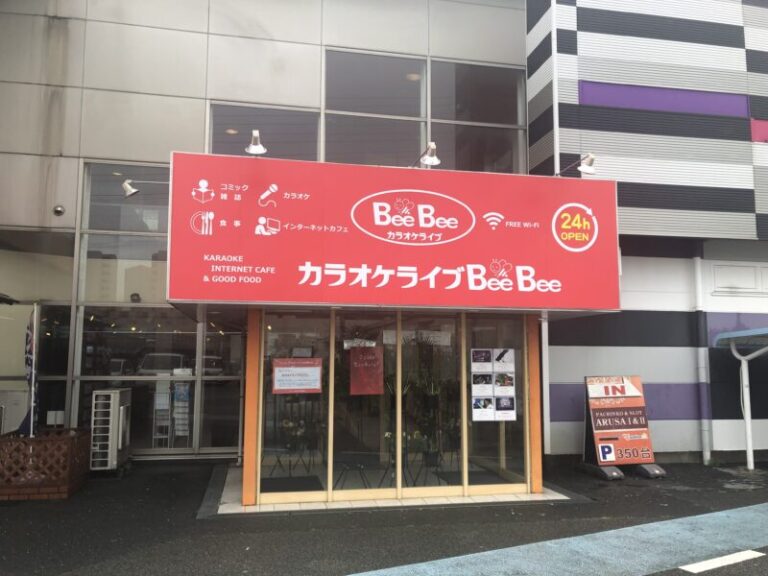 コミック
雑誌
カラオケ
食事
インターネットカフェ
KARAOKE
INTERNET CAFE
& GOOD FOOD
Bee Bee
カラオケライブ
FREE Wi-Fi
24h
OPEN
カラオケライブBee Bee
IN
PACHINKO & SLOT
ARUSA I & II
P 350台